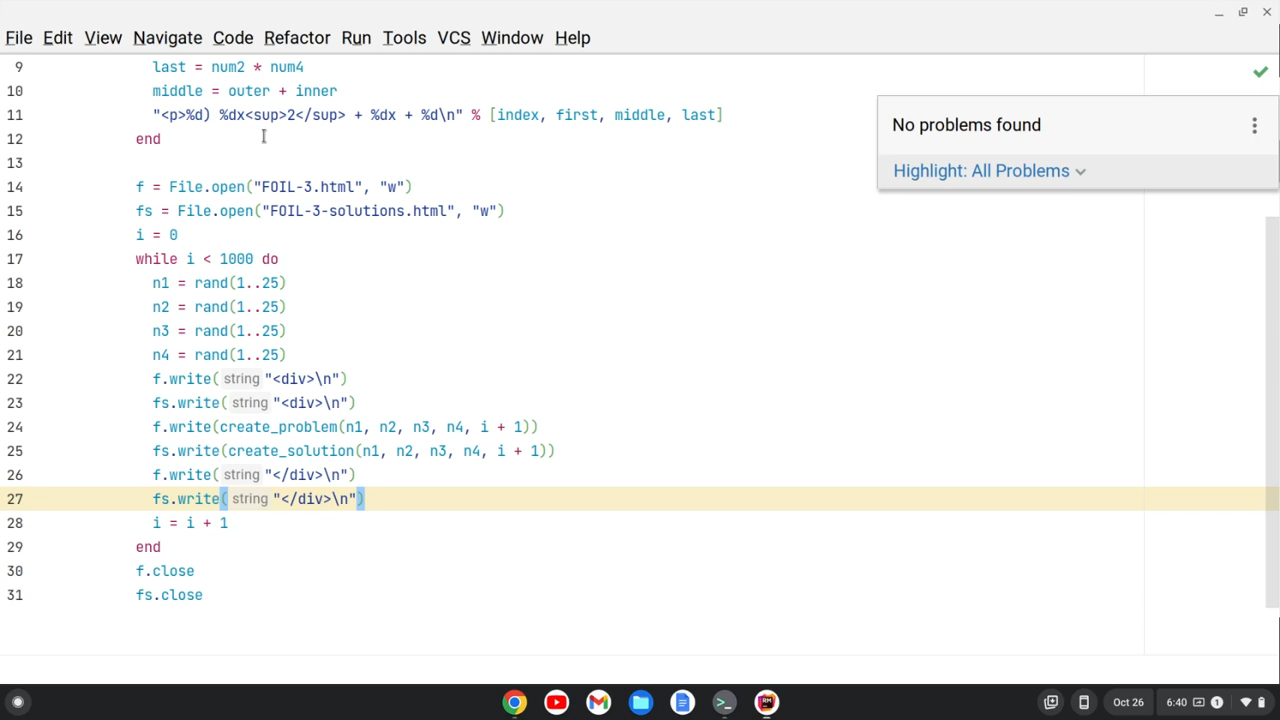 File Edit View Navigate Code Refactor Run Tools VCS Window Help
9 last = num2 * num4
10 middle = outer + inner
11 "<p>%d) %dx<sup>2</sup> + %dx + %d\n" % [index, first, middle, last]
12 end
No problems found
Highlight: All Problems
13
14 f = File.open("FOIL-3.html", "w")
15 fs = File.open("FOIL-3-solutions.html", "w")
16 i = 0
17 while i < 1000 do
18 n1 = rand(1..25)
19 n2 = rand(1..25)
20 n3 = rand(1..25)
21 n4 = rand(1..25)
22 f.write( string "<div>\n")
23 fs.write( string "<div>\n")
24 f.write(create_problem(n1, n2, n3, n4, i + 1))
25 fs.write(create_solution(n1, n2, n3, n4, i + 1))
26 f.write( string "</div>\n")
27 fs.write( string "</div>\n")
28 i = i + 1
29 end
30 f.close
31 fs.close
RM
Oct 26 6:40 1